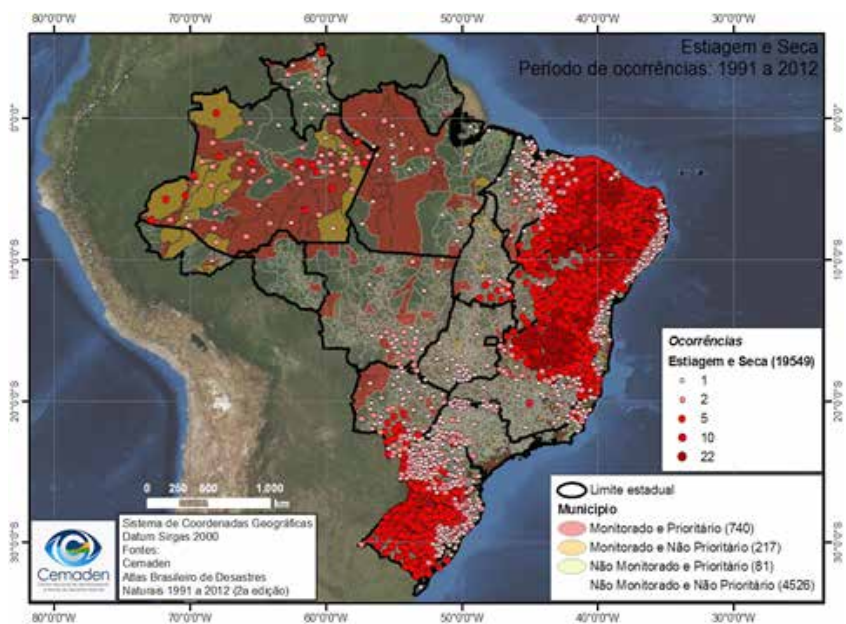 80°0'0"W
70°0'0"W
60°0'0"W
50°0'0"W
40°0'0"W
30°0'0"W
Estiagem e Seca
Período de ocorrências: 1991 a 2012
0°0'0"
0°0'0"
10°0'0"S
10°0'0"S
20°0'0"S
20°0'0"S
30°0'0"S
30°0'0"S
Ocorrências
Estiagem e Seca (19549)
1
2
5
10
22
Limite estadual
Município
Monitorado e Prioritário (740)
Monitorado e Não Prioritário (217)
Não Monitorado e Prioritário (81)
Não Monitorado e Não Prioritário (4526)
0 250 500 1.000
km
Sistema de Coordenadas Geográficas
Datum Sirgas 2000
Fontes:
Cemaden
Atlas Brasileiro de Desastres
Naturais 1991 a 2012 (2a edição)
Cemaden
80°0'0"W
70°0'0"W
60°0'0"W
50°0'0"W
40°0'0"W
30°0'0"W